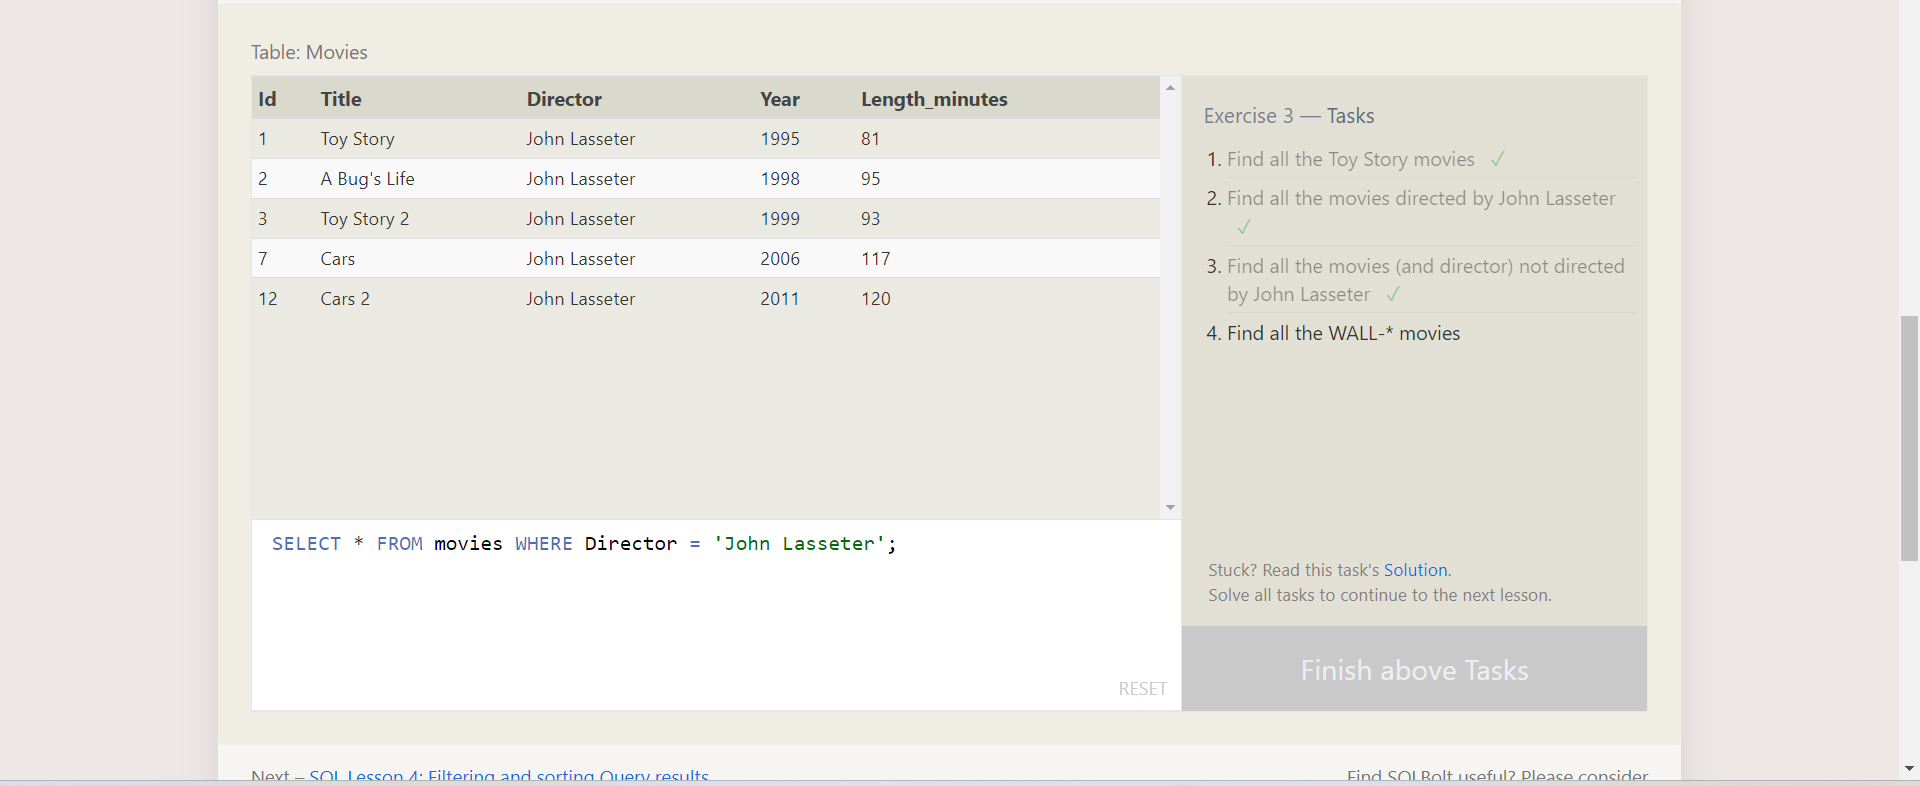 Table: Movies
Id Title Director Year Length_minutes
1 Toy Story John Lasseter 1995 81
2 A Bug's Life John Lasseter 1998 95
3 Toy Story 2 John Lasseter 1999 93
7 Cars John Lasseter 2006 117
12 Cars 2 John Lasseter 2011 120
SELECT * FROM movies WHERE Director = 'John Lasseter';
RESET
Exercise 3 — Tasks
1. Find all the Toy Story movies ✓
2. Find all the movies directed by John Lasseter
✓
3. Find all the movies (and director) not directed
by John Lasseter ✓
4. Find all the WALL-* movies
Stuck? Read this task's Solution.
Solve all tasks to continue to the next lesson.
Finish above Tasks
Next – SQL Lesson 4: Filtering and sorting Query results
Find SQLBolt useful? Please consider